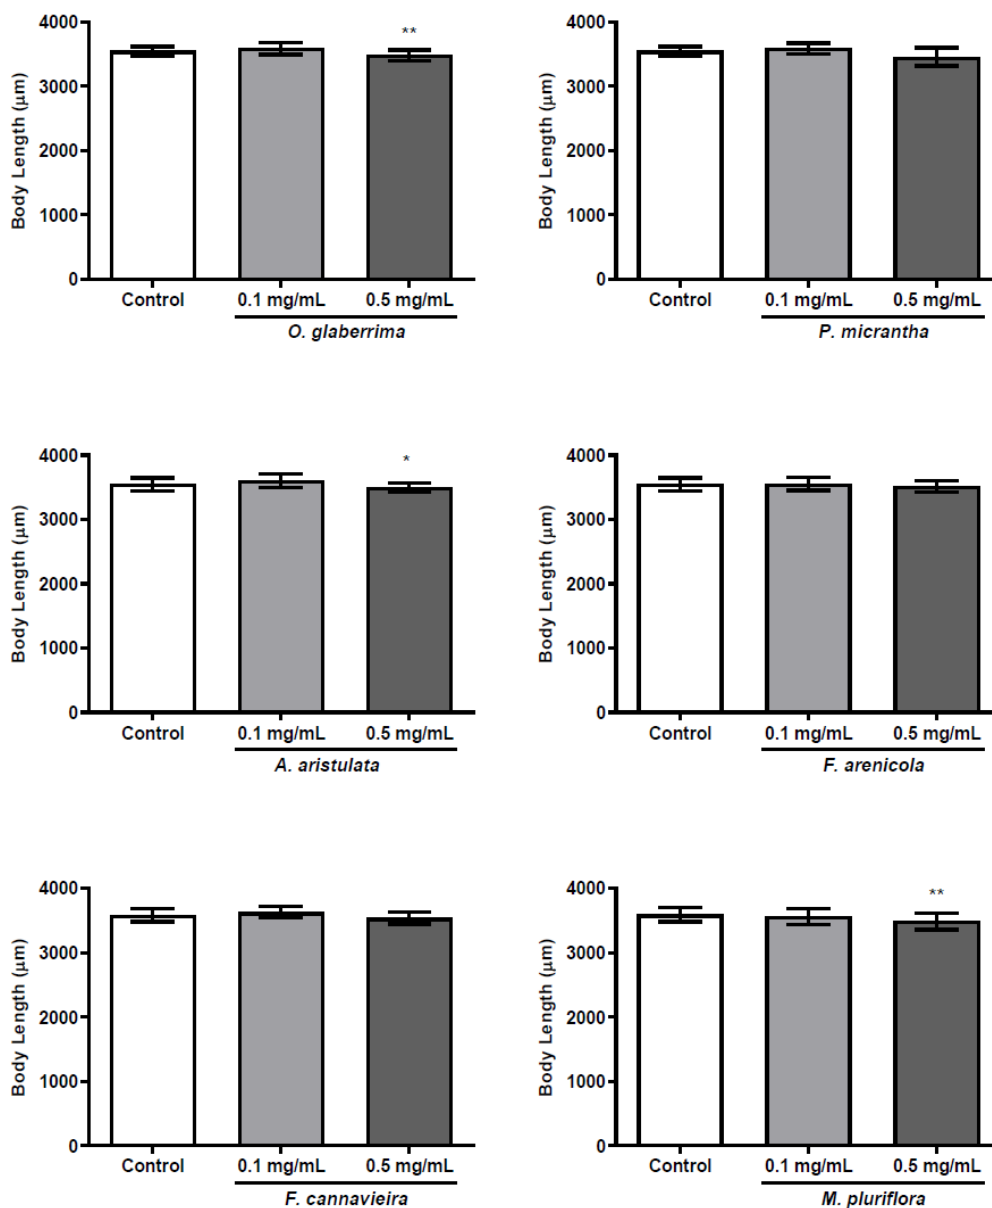 Body Length (µm)
4000
3000
2000
1000
0
**
Control
0.1 mg/mL
0.5 mg/mL
O. glaberrima
Body Length (µm)
4000
3000
2000
1000
0
Control
0.1 mg/mL
0.5 mg/mL
P. micrantha
Body Length (µm)
4000
3000
2000
1000
0
*
Control
0.1 mg/mL
0.5 mg/mL
A. aristulata
Body Length (µm)
4000
3000
2000
1000
0
Control
0.1 mg/mL
0.5 mg/mL
F. arenicola
Body Length (µm)
4000
3000
2000
1000
0
Control
0.1 mg/mL
0.5 mg/mL
F. cannavieira
Body Length (µm)
4000
3000
2000
1000
0
**
Control
0.1 mg/mL
0.5 mg/mL
M. pluriflora